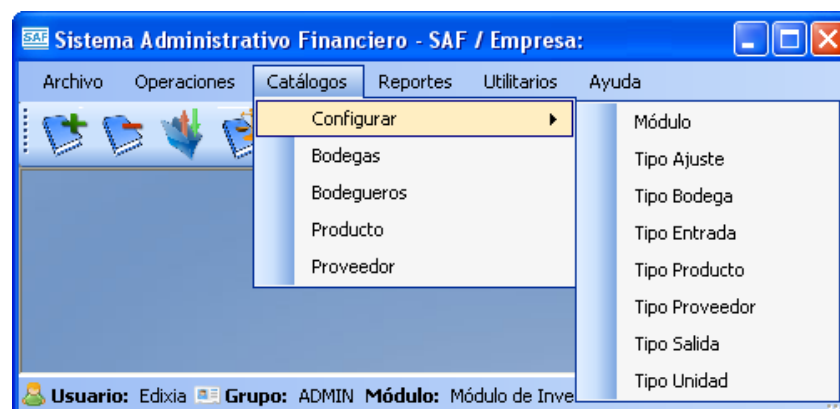 SAF Sistema Administrativo Financiero - SAF / Empresa:
Archivo Operaciones Catálogos Reportes Utilitarios Ayuda
Configurar
Bodegas
Bodegueros
Producto
Proveedor
Módulo
Tipo Ajuste
Tipo Bodega
Tipo Entrada
Tipo Producto
Tipo Proveedor
Tipo Salida
Tipo Unidad
Usuario: Edixia Grupo: ADMIN Módulo: Módulo de Inve